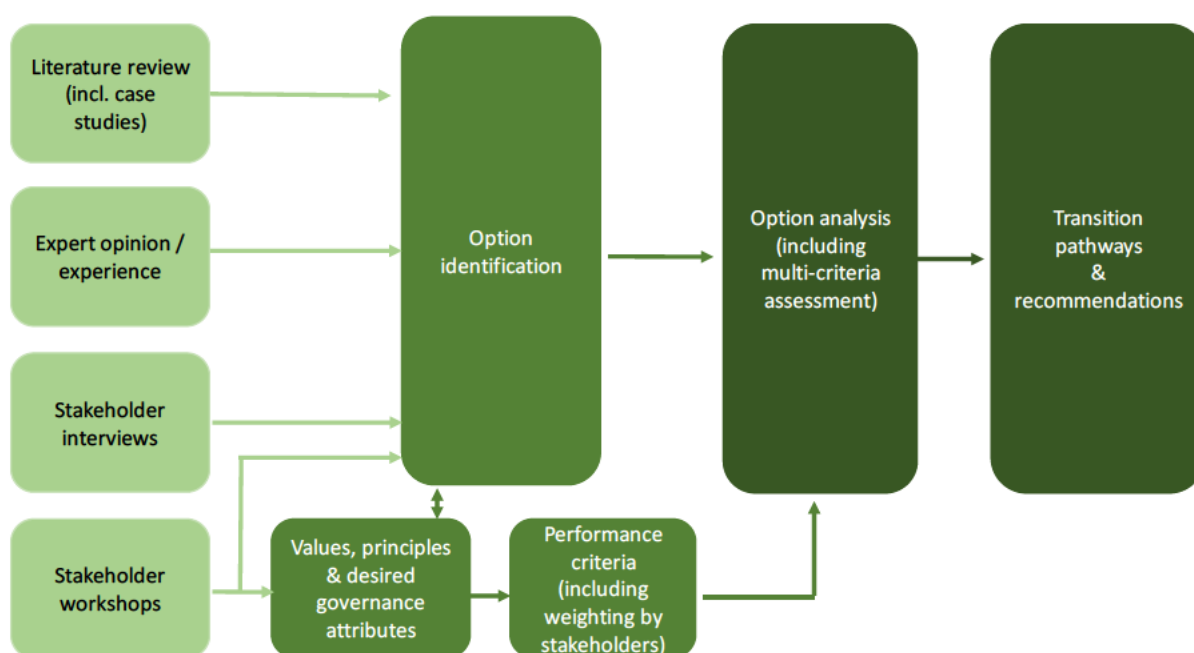 Literature review
(incl. case
studies)
Expert opinion /
experience
Stakeholder
interviews
Stakeholder
workshops
Option
identification
Values, principles
& desired
governance
attributes
Performance
criteria
(including
weighting by
stakeholders)
Option analysis
(including
multi-criteria
assessment)
Transition
pathways
&
recommendations